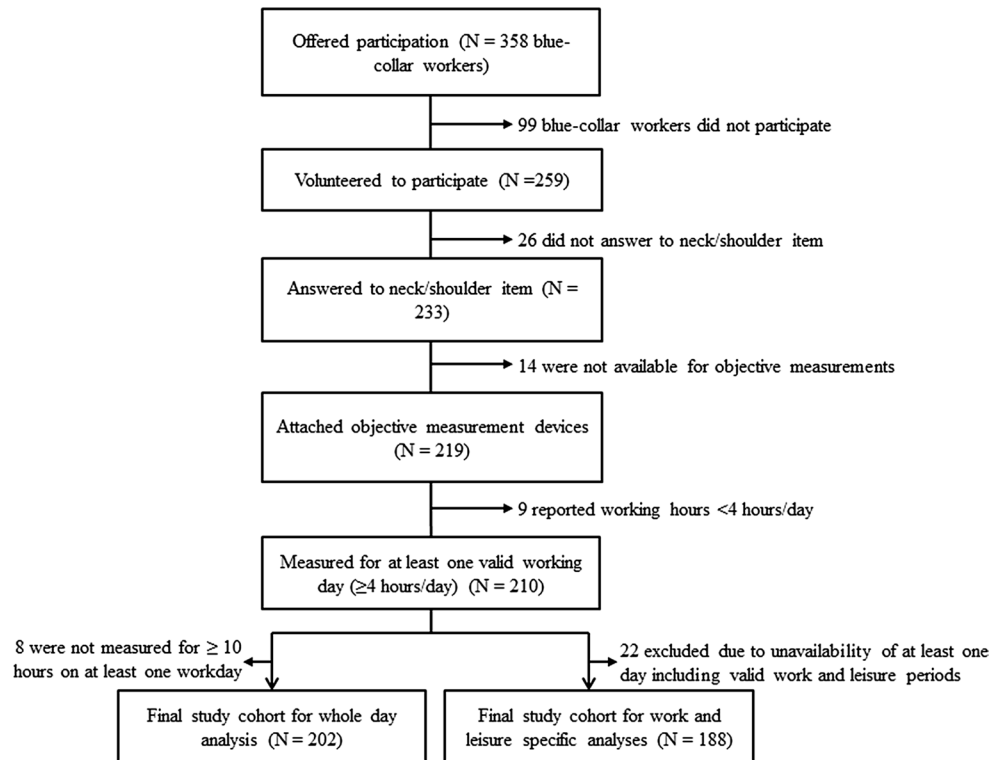 Offered participation (N = 358 blue-
collar workers)
99 blue-collar workers did not participate
Volunteered to participate (N =259)
26 did not answer to neck/shoulder item
Answered to neck/shoulder item (N =
233)
14 were not available for objective measurements
Attached objective measurement devices
(N = 219)
9 reported working hours <4 hours/day
Measured for at least one valid working
day (≥4 hours/day) (N = 210)
8 were not measured for ≥ 10
hours on at least one workday
22 excluded due to unavailability of at least one
day including valid work and leisure periods
Final study cohort for whole day
analysis (N = 202)
Final study cohort for work and
leisure specific analyses (N = 188)